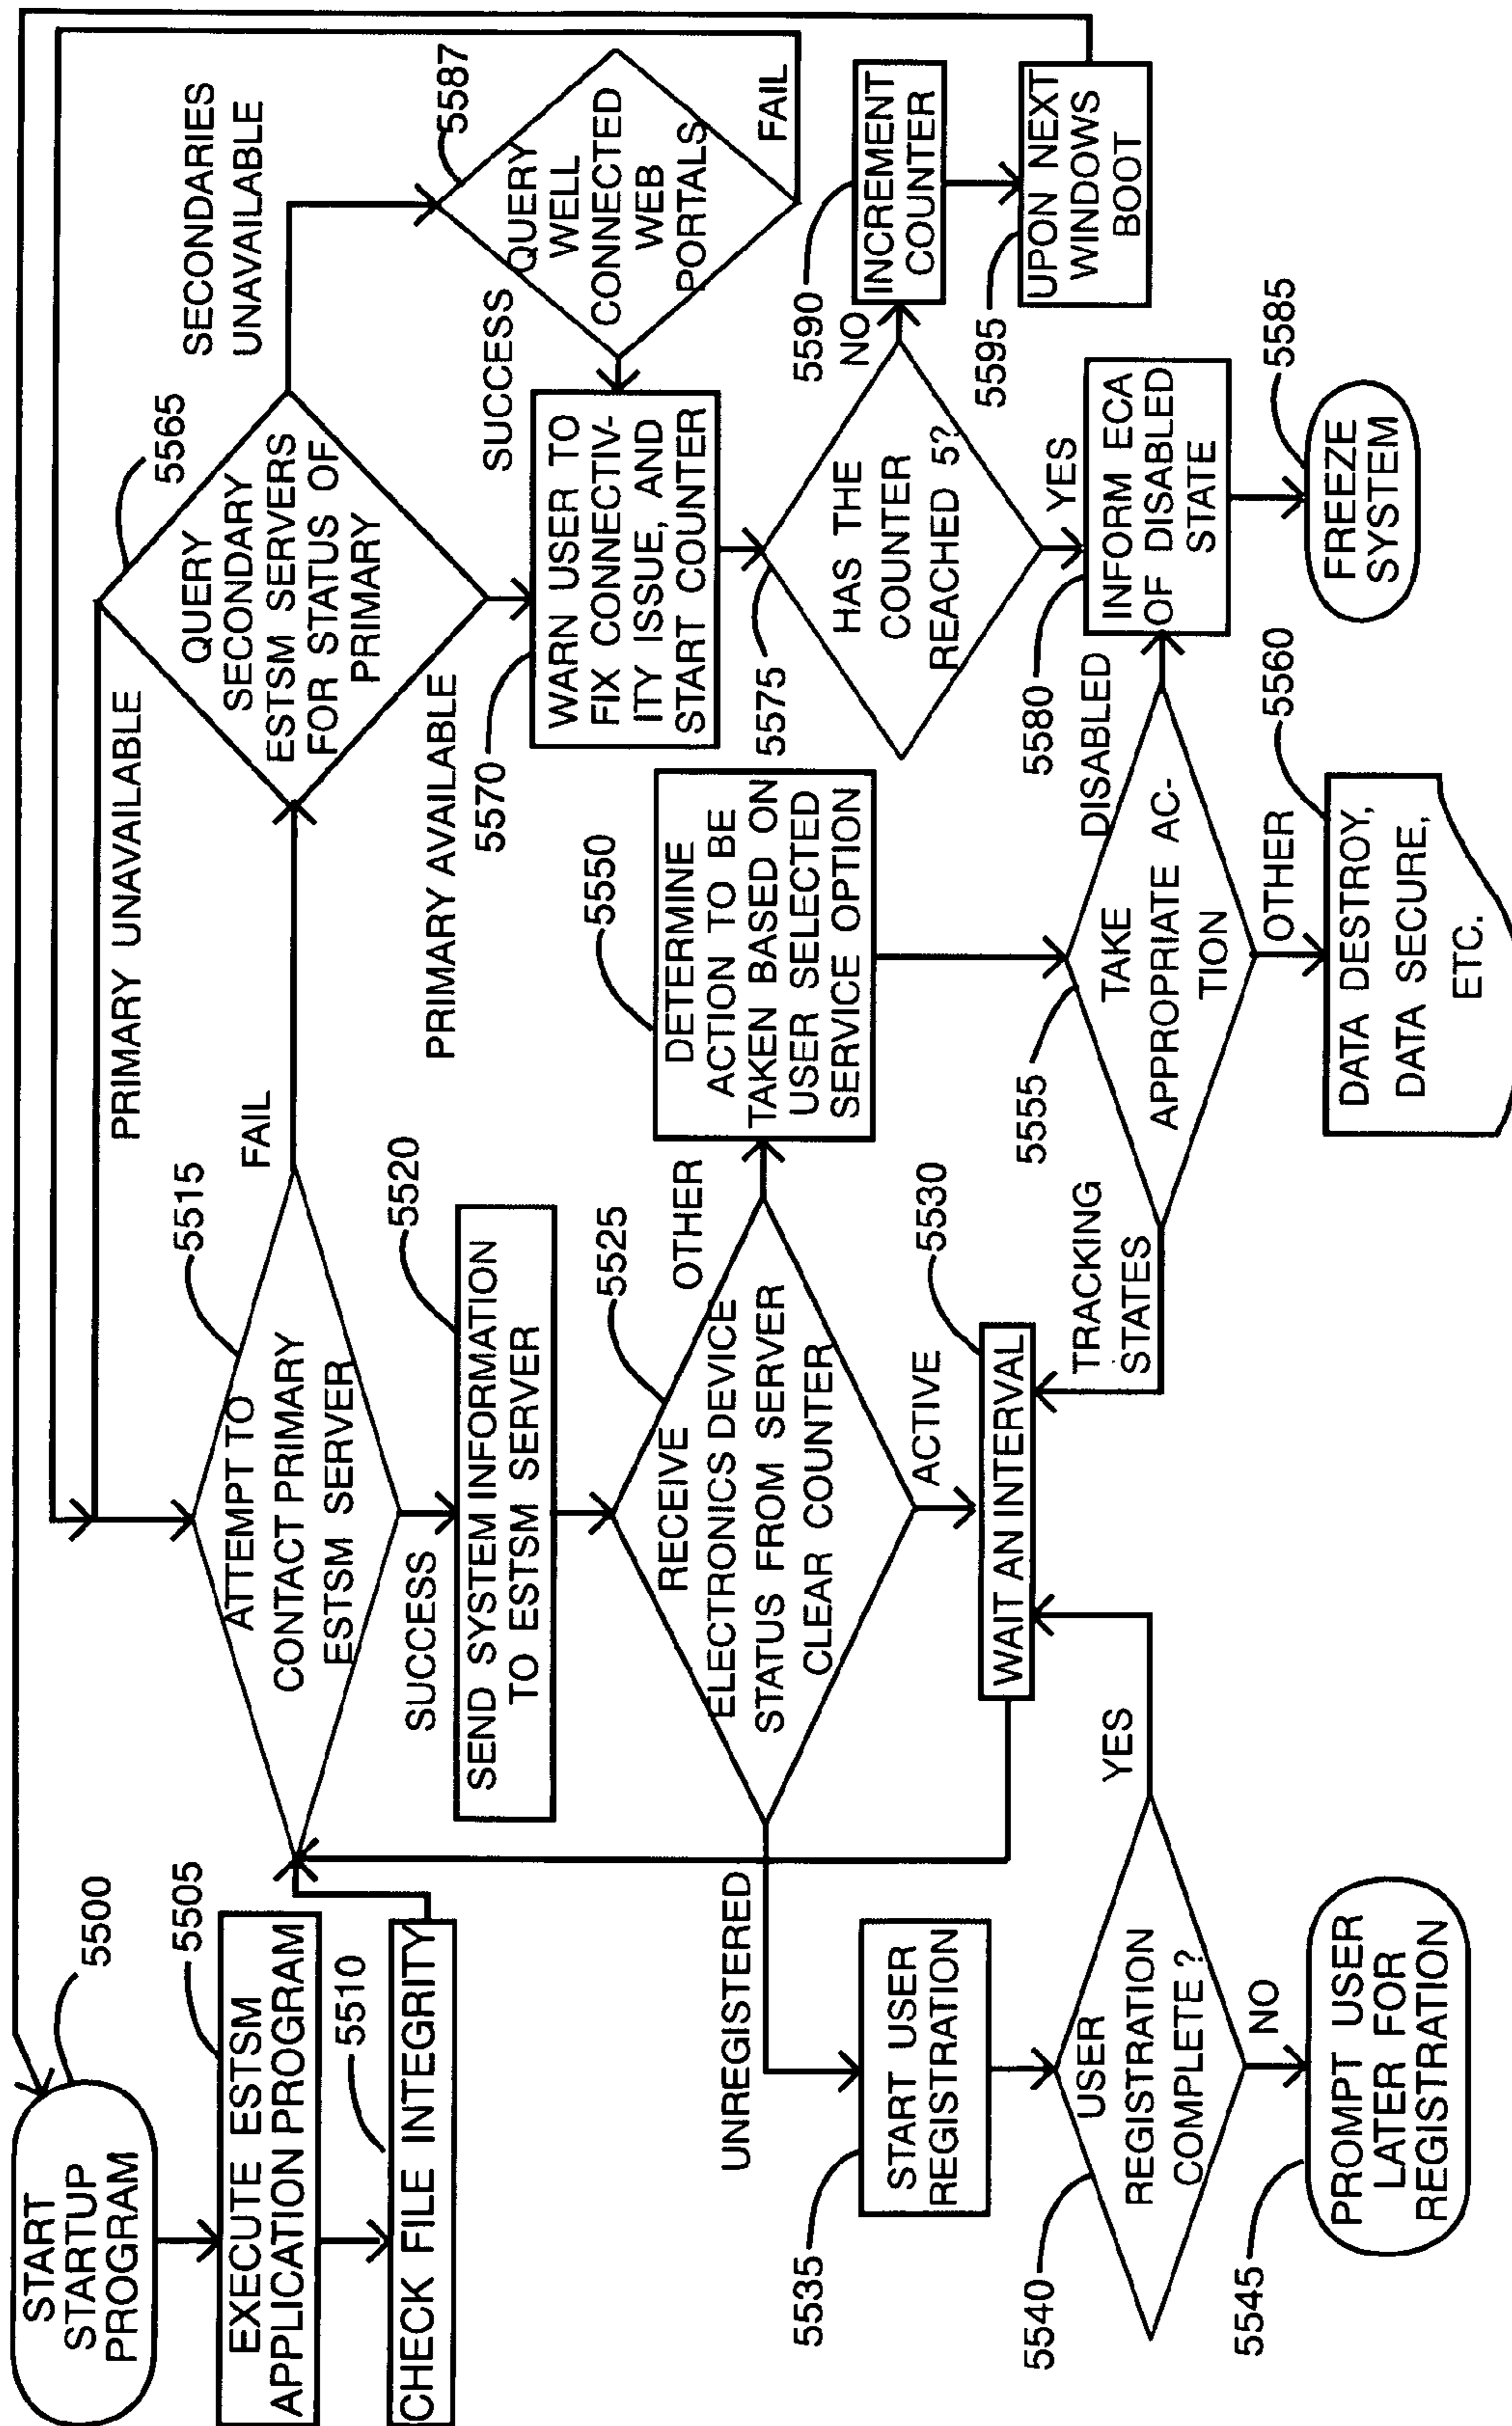 START
STARTUP
PROGRAM
5500
EXECUTE ESTSM
APPLICATION PROGRAM
5505
CHECK FILE INTEGRITY
5510
ATTEMPT TO
CONTACT PRIMARY
ESTSM SERVER
5515
FAIL
SUCCESS
PRIMARY UNAVAILABLE
SEND SYSTEM INFORMATION
TO ESTSM SERVER
5520
RECEIVE
ELECTRONICS DEVICE
STATUS FROM SERVER
CLEAR COUNTER
5525
OTHER
ACTIVE
UNREGISTERED
WAIT AN INTERVAL
5530
START USER
REGISTRATION
5535
USER
REGISTRATION
COMPLETE ?
5540
YES
NO
PROMPT USER
LATER FOR
REGISTRATION
5545
DETERMINE
ACTION TO BE
TAKEN BASED ON
USER SELECTED
SERVICE OPTION
5550
TAKE
APPROPRIATE AC-
TION
5555
TRACKING
STATES
DISABLED
OTHER
DATA DESTROY,
DATA SECURE,
ETC.
5560
QUERY
SECONDARY
ESTSM SERVERS
FOR STATUS OF
PRIMARY
5565
SECONDARIES
UNAVAILABLE
PRIMARY AVAILABLE
QUERY
WELL
CONNECTED
WEB
PORTALS
5587
SUCCESS
FAIL
WARN USER TO
FIX CONNECTIV-
ITY ISSUE, AND
START COUNTER
5570
HAS THE
COUNTER
REACHED 5?
5575
NO
YES
INCREMENT
COUNTER
5590
UPON NEXT
WINDOWS
BOOT
5595
INFORM ECA
OF DISABLED
STATE
5580
FREEZE
SYSTEM
5585